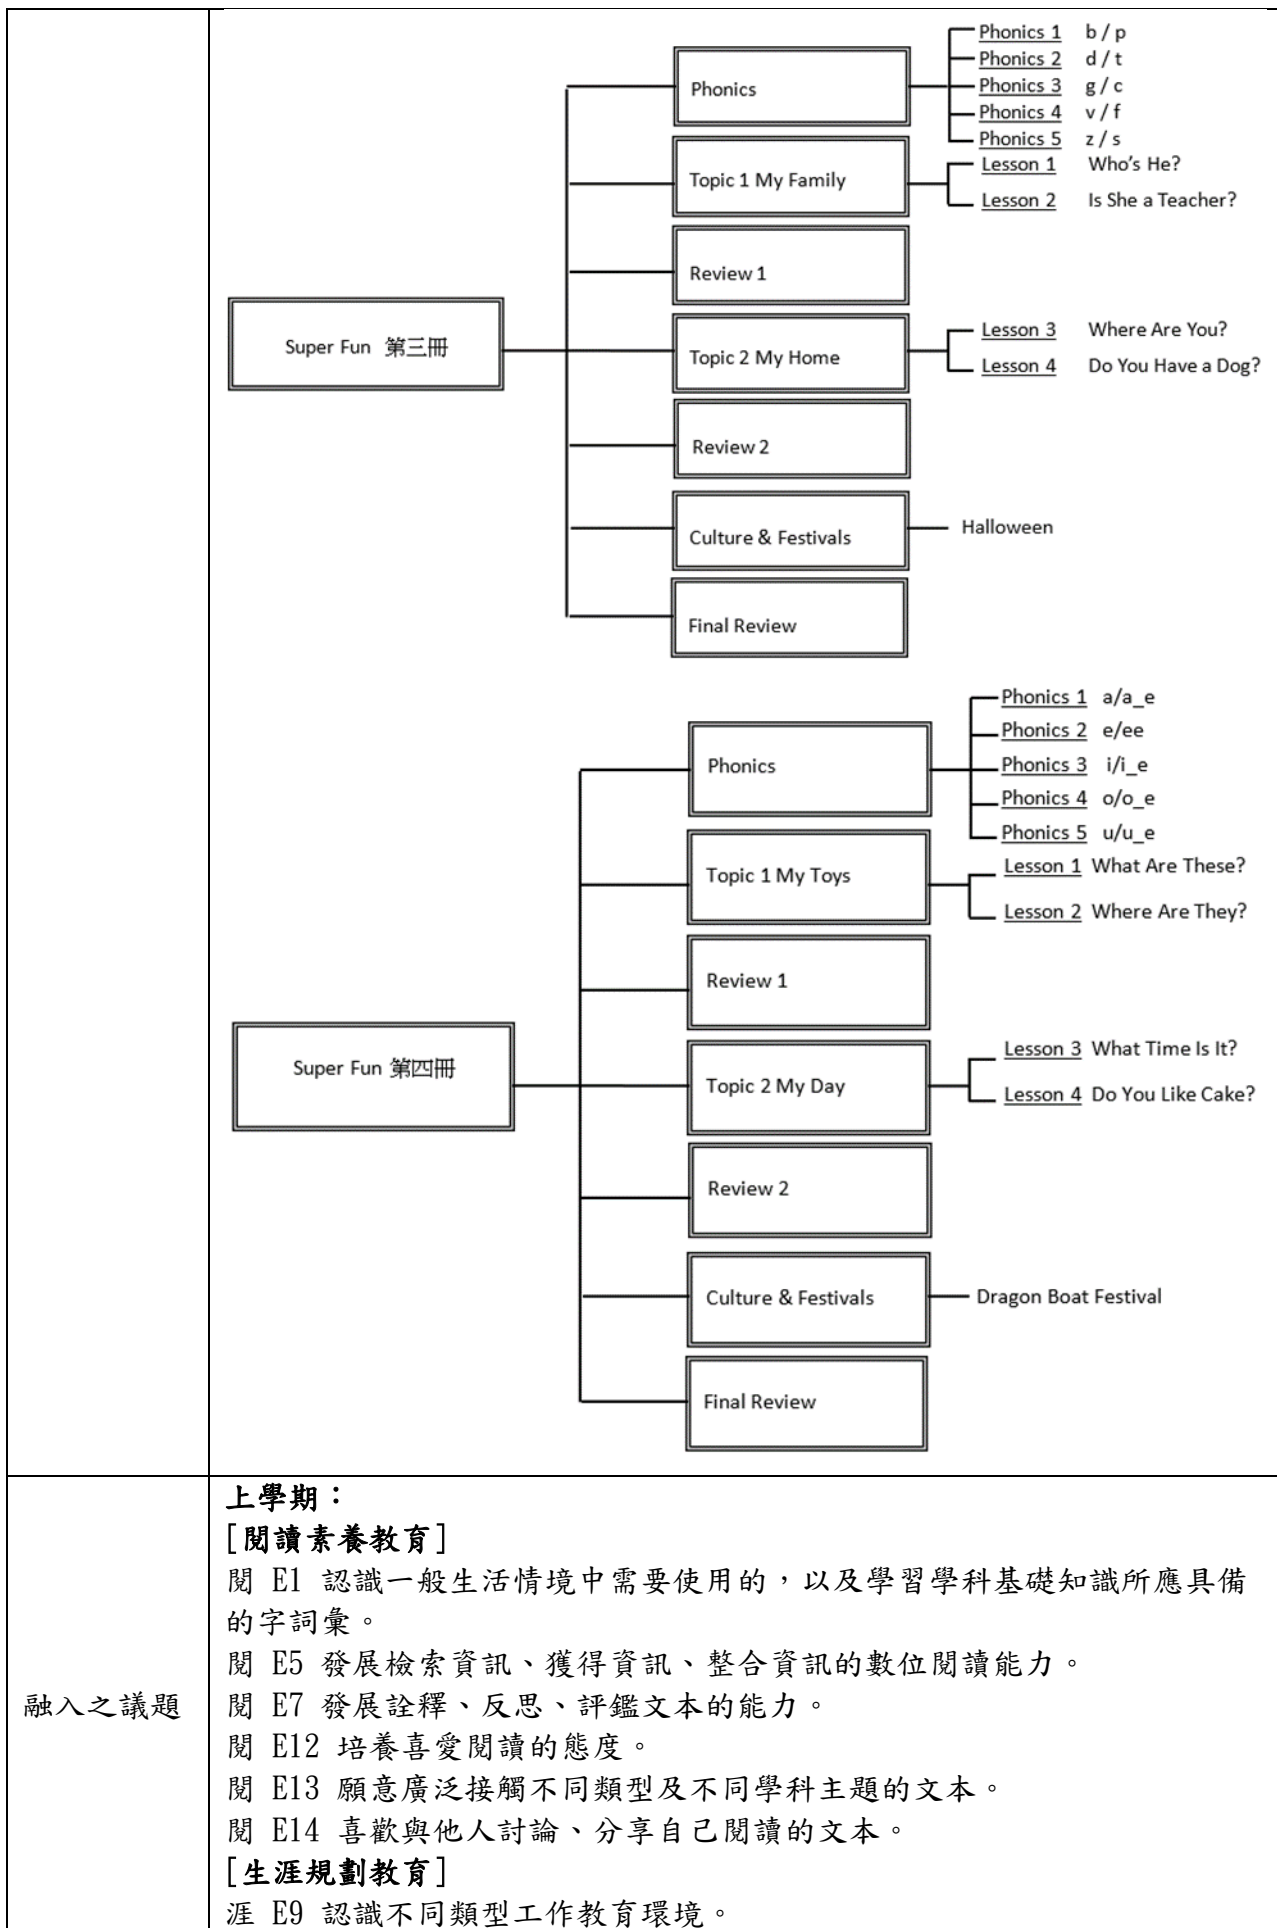 Super Fun 第三冊
Phonics
Phonics 1 b / p
Phonics 2 d / t
Phonics 3 g / c
Phonics 4 v / f
Phonics 5 z / s
Topic 1 My Family
Lesson 1 Who's He?
Lesson 2 Is She a Teacher?
Review 1
Topic 2 My Home
Lesson 3 Where Are You?
Lesson 4 Do You Have a Dog?
Review 2
Culture & Festivals
Halloween
Final Review
Super Fun 第四冊
Phonics
Phonics 1 a/a_e
Phonics 2 e/ee
Phonics 3 i/i_e
Phonics 4 o/o_e
Phonics 5 u/u_e
Topic 1 My Toys
Lesson 1 What Are These?
Lesson 2 Where Are They?
Review 1
Topic 2 My Day
Lesson 3 What Time Is It?
Lesson 4 Do You Like Cake?
Review 2
Culture & Festivals
Dragon Boat Festival
Final Review
融入之議題
上學期：
[閱讀素養教育]
閱 E1 認識一般生活情境中需要使用的，以及學習學科基礎知識所應具備
的字詞彙。
閱 E5 發展檢索資訊、獲得資訊、整合資訊的數位閱讀能力。
閱 E7 發展詮釋、反思、評鑑文本的能力。
閱 E12 培養喜愛閱讀的態度。
閱 E13 願意廣泛接觸不同類型及不同學科主題的文本。
閱 E14 喜歡與他人討論、分享自己閱讀的文本。
[生涯規劃教育]
涯 E9 認識不同類型工作教育環境。